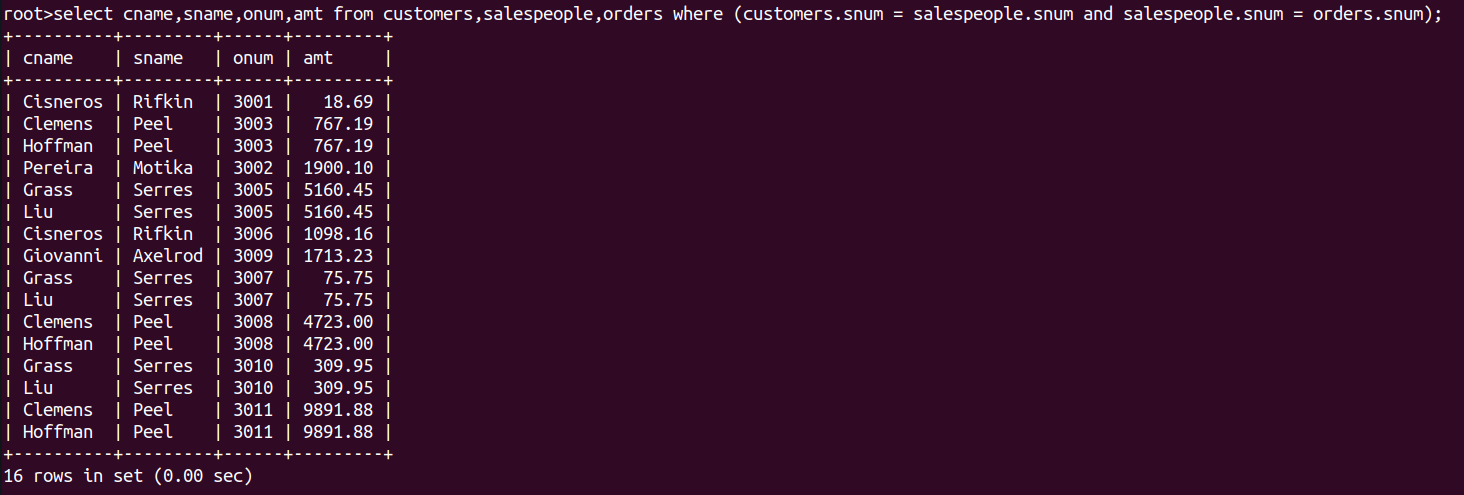 root>select cname,sname,onum,amt from customers,salespeople,orders where (customers.snum = salespeople.snum and salespeople.snum = orders.snum);
+----------+---------+------+---------+
| cname    | sname   | onum | amt     |
+----------+---------+------+---------+
| Cisneros | Rifkin  | 3001 |   18.69 |
| Clemens  | Peel    | 3003 |  767.19 |
| Hoffman  | Peel    | 3003 |  767.19 |
| Pereira  | Motika  | 3002 | 1900.10 |
| Grass    | Serres  | 3005 | 5160.45 |
| Liu      | Serres  | 3005 | 5160.45 |
| Cisneros | Rifkin  | 3006 | 1098.16 |
| Giovanni | Axelrod | 3009 | 1713.23 |
| Grass    | Serres  | 3007 |   75.75 |
| Liu      | Serres  | 3007 |   75.75 |
| Clemens  | Peel    | 3008 | 4723.00 |
| Hoffman  | Peel    | 3008 | 4723.00 |
| Grass    | Serres  | 3010 |  309.95 |
| Liu      | Serres  | 3010 |  309.95 |
| Clemens  | Peel    | 3011 | 9891.88 |
| Hoffman  | Peel    | 3011 | 9891.88 |
+----------+---------+------+---------+
16 rows in set (0.00 sec)